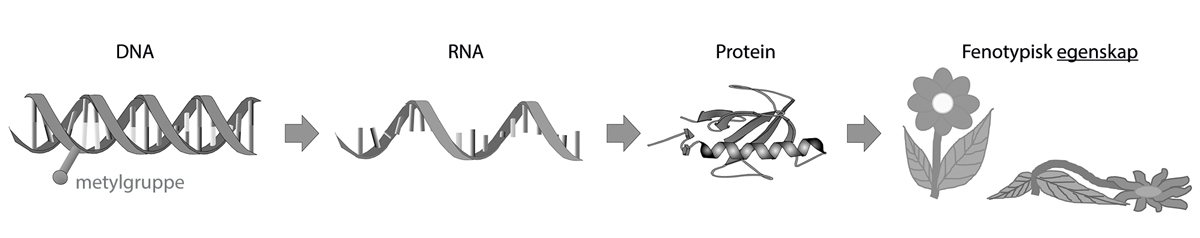 DNA
RNA
Protein
Fenotypisk egenskap
metylgruppe